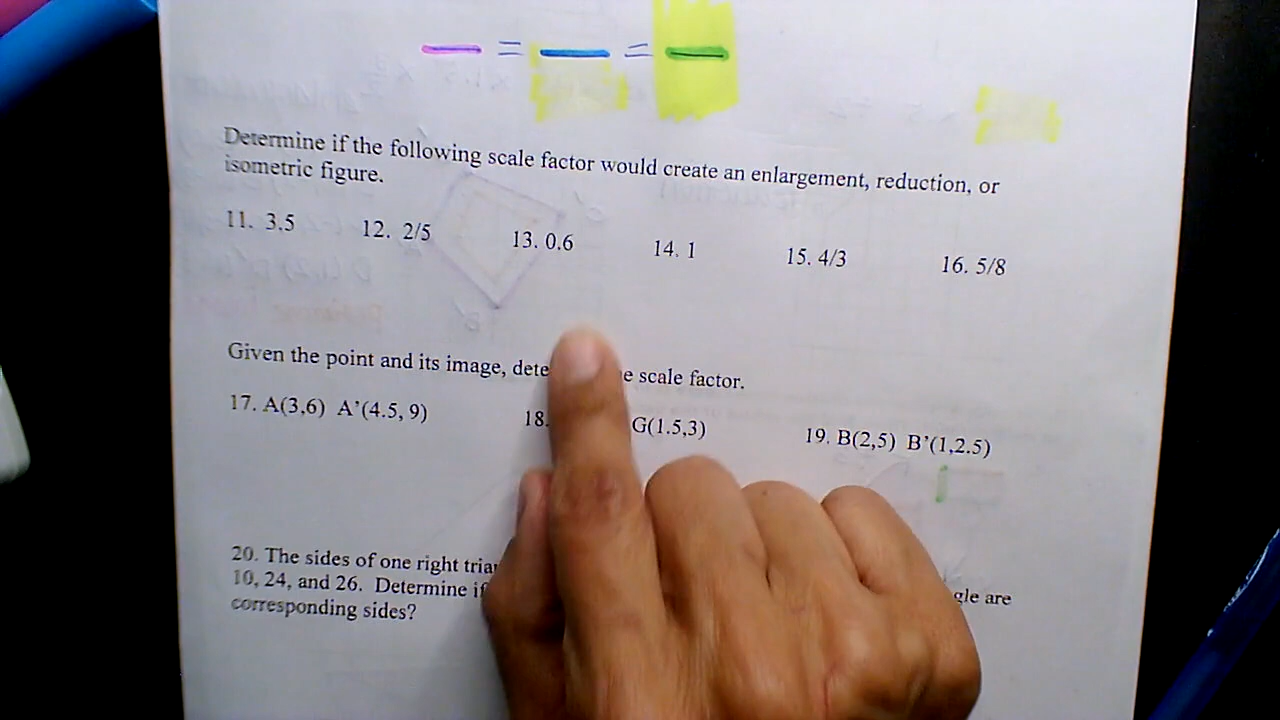 = =
Determine if the following scale factor would create an enlargement, reduction, or
isometric figure.
11. 3.5 12. 2/5 13. 0.6 14. 1 15. 4/3 16. 5/8
Given the point and its image, scale factor.
17. A(3,6) A’(4.5, 9) 18. G(1.5,3) 19. B(2,5) B’(1,2.5)
20. The sides of one right are
10, 24, and 26. Determine
corresponding sides?